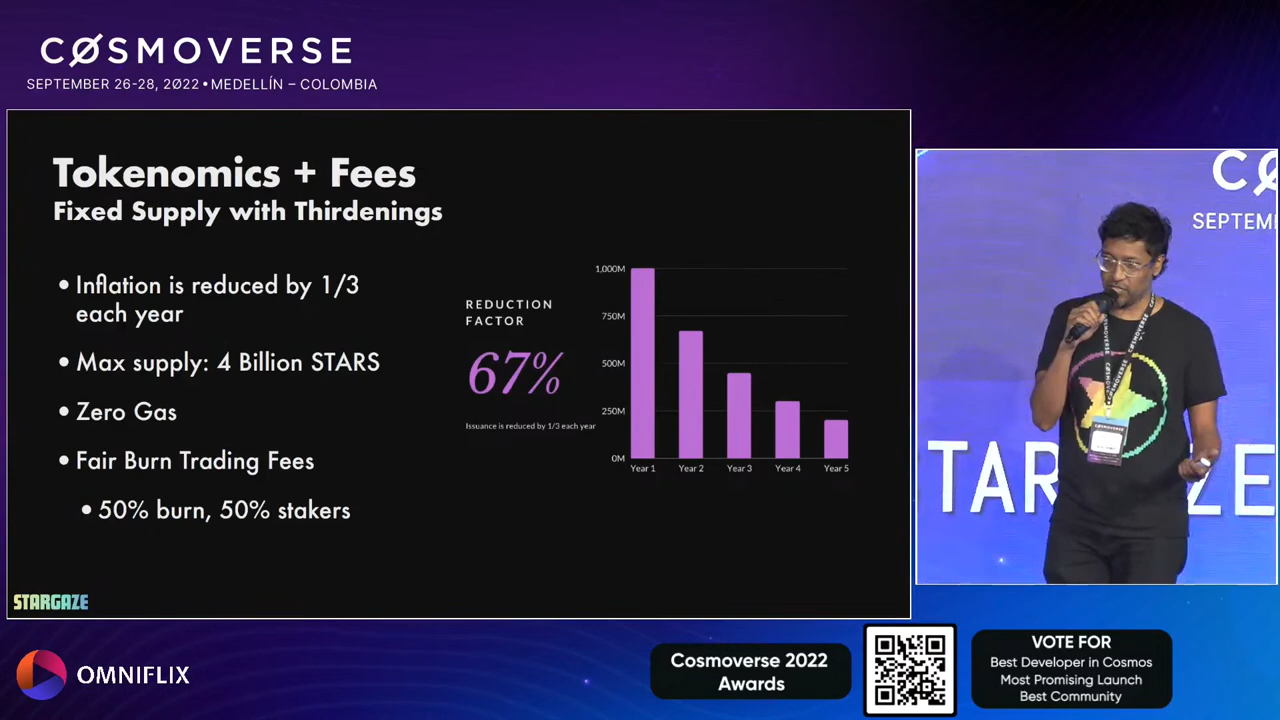 CØSMOVERSE
SEPTEMBER 26-28, 2022 • MEDELLÍN – COLOMBIA
Tokenomics + Fees
Fixed Supply with Thirdenings
• Inflation is reduced by 1/3
each year
• Max supply: 4 Billion STARS
• Zero Gas
• Fair Burn Trading Fees
• 50% burn, 50% stakers
REDUCTION
FACTOR
67%
Issuance is reduced by 1/3 each year
1,000M
750M
500M
250M
0M
Year 1 Year 2 Year 3 Year 4 Year 5
STARGAZE
CØ
SEPTEM
TAR ZE
CØSMOVERSE
OMNIFLIX
Cosmoverse 2022
Awards
VOTE FOR
Best Developer in Cosmos
Most Promising Launch
Best Community